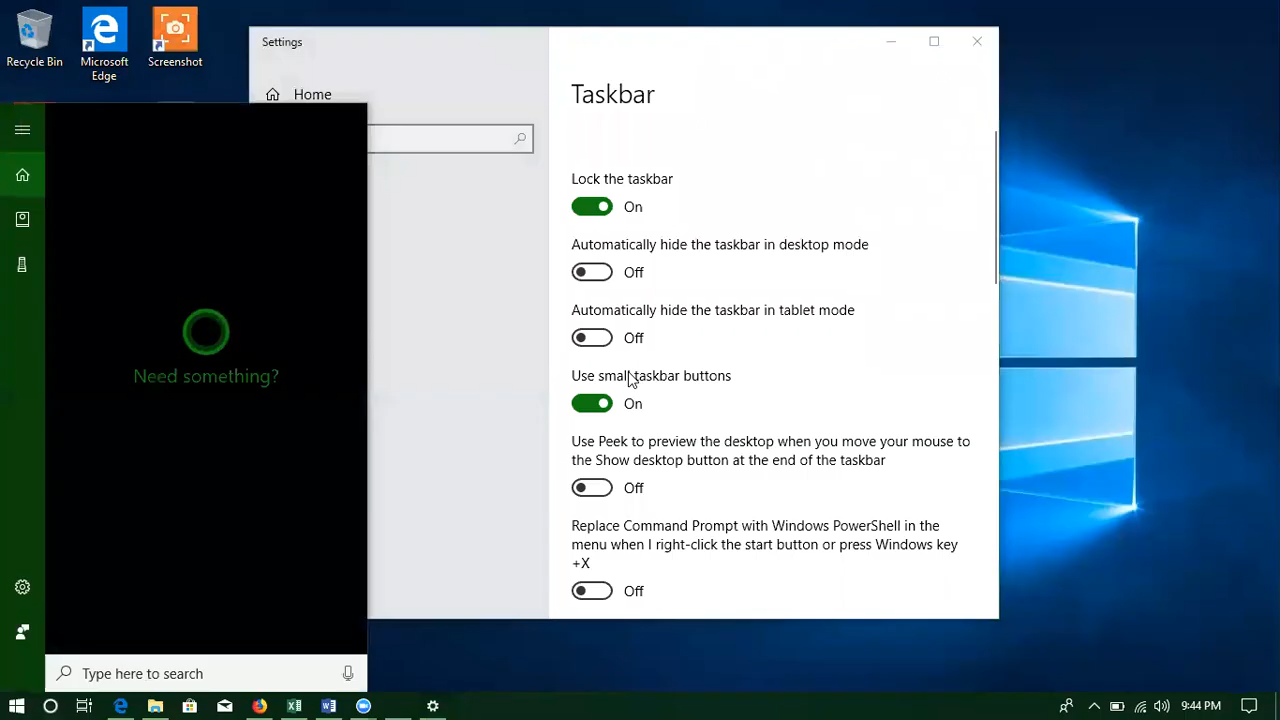 Recycle Bin
Microsoft
Edge
Screenshot
Settings
Home
Taskbar
Lock the taskbar
On
Automatically hide the taskbar in desktop mode
Off
Automatically hide the taskbar in tablet mode
Off
Use small taskbar buttons
On
Use Peek to preview the desktop when you move your mouse to
the Show desktop button at the end of the taskbar
Off
Replace Command Prompt with Windows PowerShell in the
menu when I right-click the start button or press Windows key
+X
Off
Need something?
Type here to search
9:44 PM